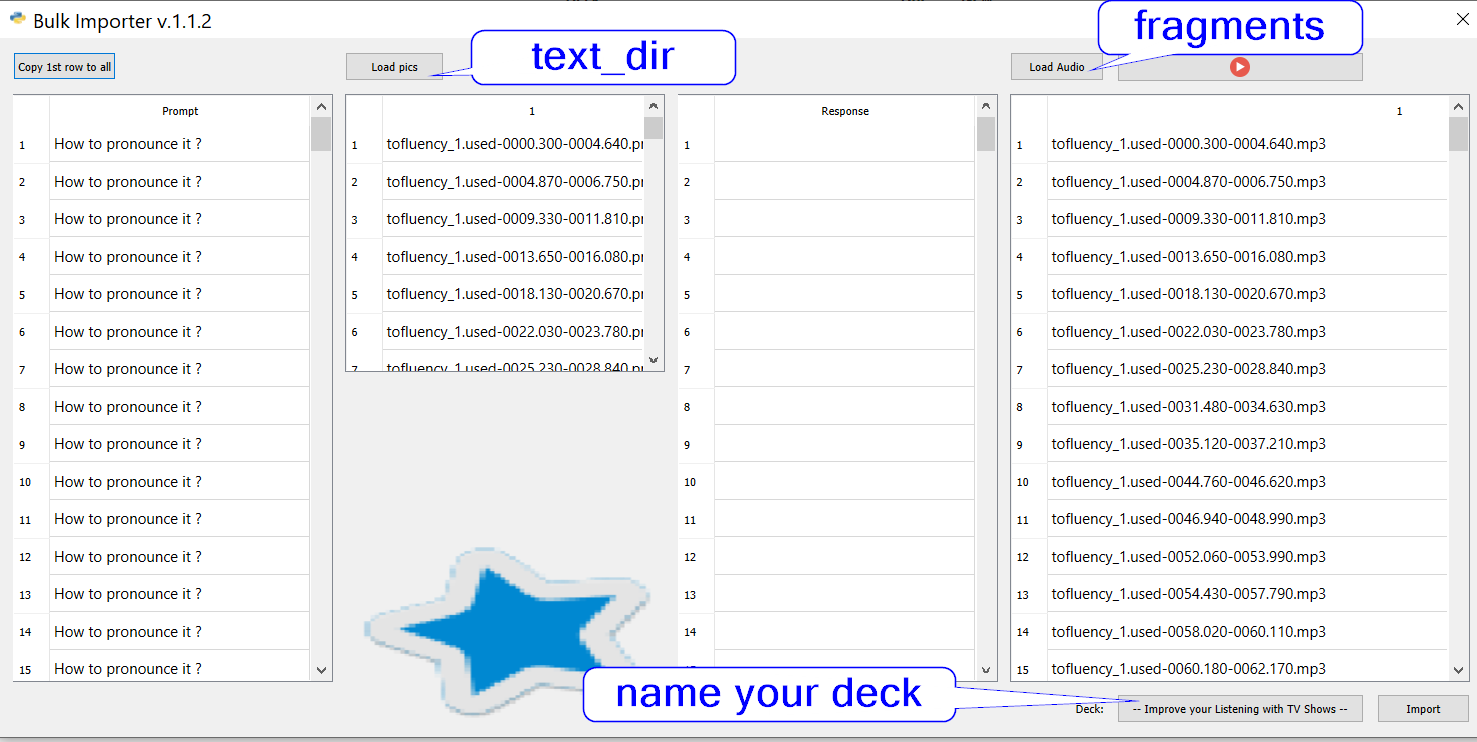 Bulk Importer v.1.1.2
fragments
text_dir
Copy 1st row to all
Load pics
Load Audio
Prompt
1 How to pronounce it ?
2 How to pronounce it ?
3 How to pronounce it ?
4 How to pronounce it ?
5 How to pronounce it ?
6 How to pronounce it ?
7 How to pronounce it ?
8 How to pronounce it ?
9 How to pronounce it ?
10 How to pronounce it ?
11 How to pronounce it ?
12 How to pronounce it ?
13 How to pronounce it ?
14 How to pronounce it ?
15 How to pronounce it ?
1
1 tofluency_1.used-0000.300-0004.640.pr
2 tofluency_1.used-0004.870-0006.750.pr
3 tofluency_1.used-0009.330-0011.810.pr
4 tofluency_1.used-0013.650-0016.080.pr
5 tofluency_1.used-0018.130-0020.670.pr
6 tofluency_1.used-0022.030-0023.780.pr
7 tofluency_1.used-0025.230-0028.840.pr
Response
1
2
3
4
5
6
7
8
9
10
11
12
13
14
1
1 tofluency_1.used-0000.300-0004.640.mp3
2 tofluency_1.used-0004.870-0006.750.mp3
3 tofluency_1.used-0009.330-0011.810.mp3
4 tofluency_1.used-0013.650-0016.080.mp3
5 tofluency_1.used-0018.130-0020.670.mp3
6 tofluency_1.used-0022.030-0023.780.mp3
7 tofluency_1.used-0025.230-0028.840.mp3
8 tofluency_1.used-0031.480-0034.630.mp3
9 tofluency_1.used-0035.120-0037.210.mp3
10 tofluency_1.used-0044.760-0046.620.mp3
11 tofluency_1.used-0046.940-0048.990.mp3
12 tofluency_1.used-0052.060-0053.990.mp3
13 tofluency_1.used-0054.430-0057.790.mp3
14 tofluency_1.used-0058.020-0060.110.mp3
15 tofluency_1.used-0060.180-0062.170.mp3
name your deck
Deck:
-- Improve your Listening with TV Shows --
Import